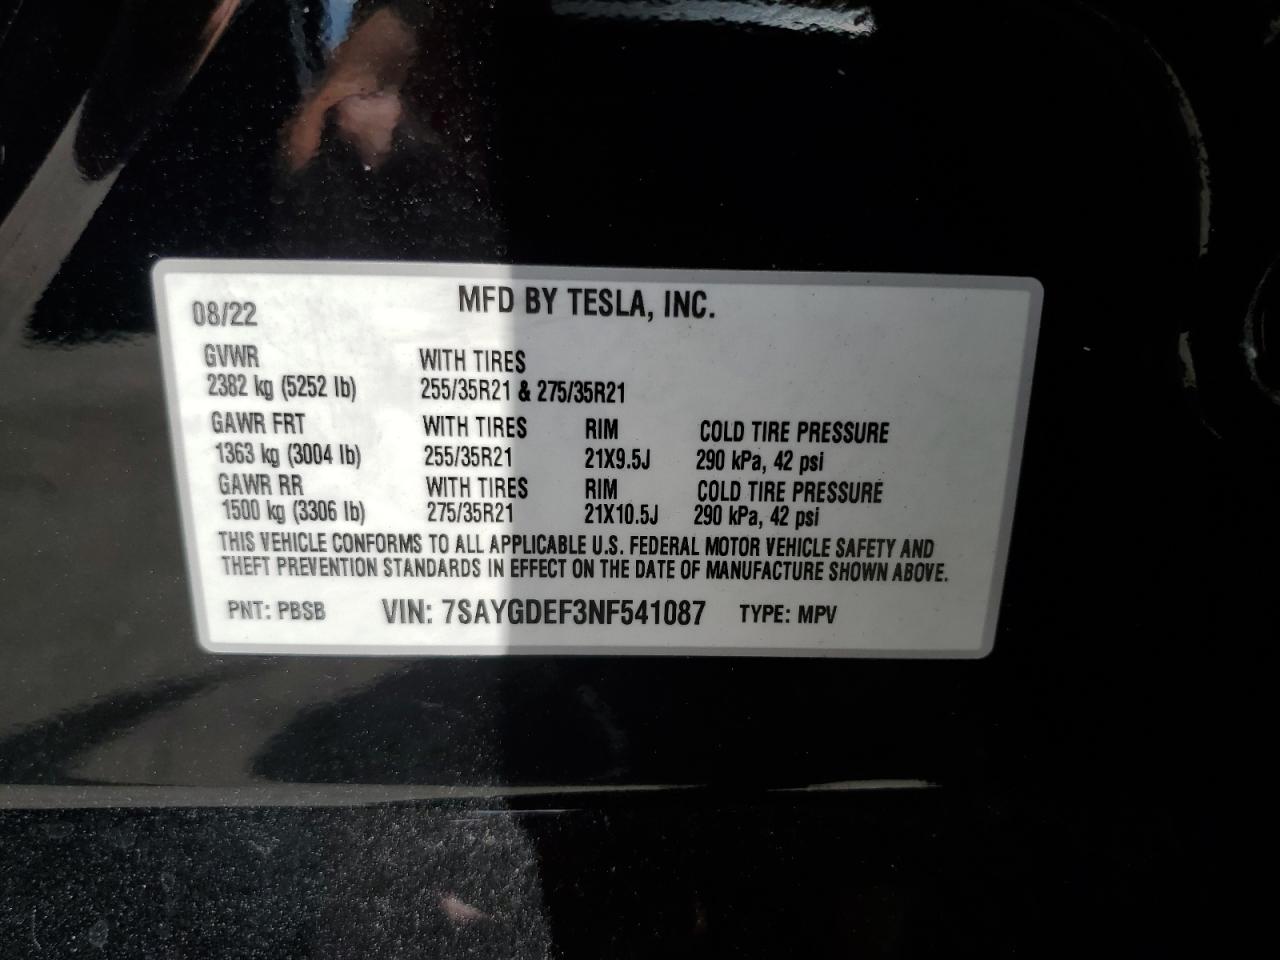 MFD BY TESLA, INC.
08/22
GVWR WITH TIRES
2382 kg (5252 lb) 255/35R21 & 275/35R21
GAWR FRT WITH TIRES RIM COLD TIRE PRESSURE
1363 kg (3004 lb) 255/35R21 21X9.5J 290 kPa, 42 psi
GAWR RR WITH TIRES RIM COLD TIRE PRESSURE
1500 kg (3306 lb) 275/35R21 21X10.5J 290 kPa, 42 psi
THIS VEHICLE CONFORMS TO ALL APPLICABLE U.S. FEDERAL MOTOR VEHICLE SAFETY AND
THEFT PREVENTION STANDARDS IN EFFECT ON THE DATE OF MANUFACTURE SHOWN ABOVE.
PNT: PBSB VIN: 7SAYGDEF3NF541087 TYPE: MPV